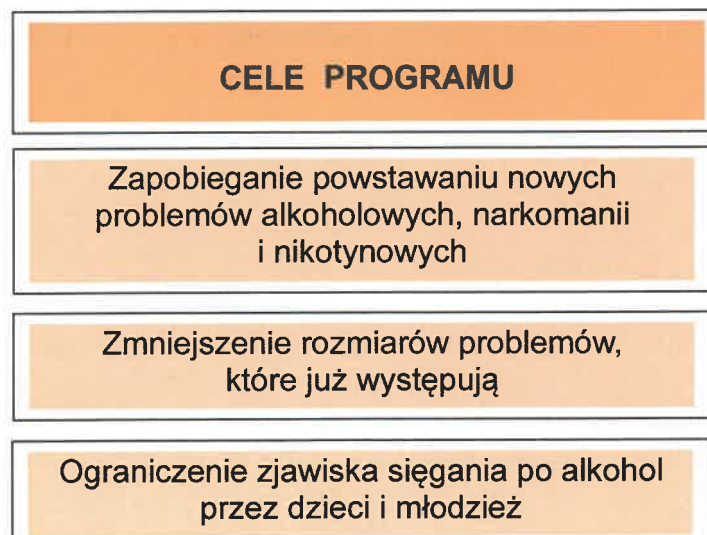 CELE PROGRAMU
Zapobieganie powstawaniu nowych
problemów alkoholowych, narkomanii
i nikotynowych
Zmniejszenie rozmiarów problemów,
które już występują
Ograniczenie zjawiska sięgania po alkohol
przez dzieci i młodzież